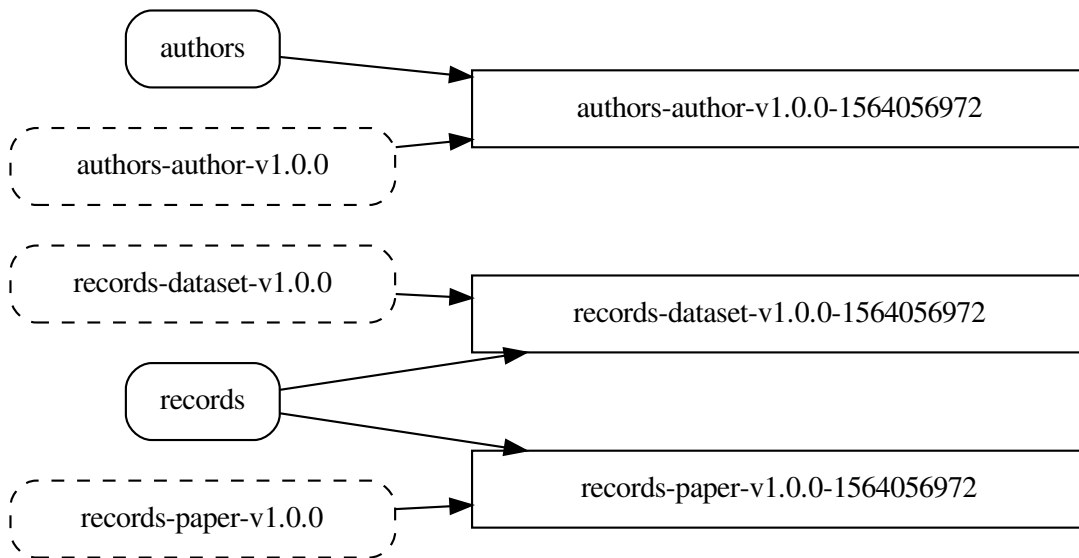 authors
authors-author-v1.0.0-1564056972
authors-author-v1.0.0
records-dataset-v1.0.0
records-dataset-v1.0.0-1564056972
records
records-paper-v1.0.0-1564056972
records-paper-v1.0.0